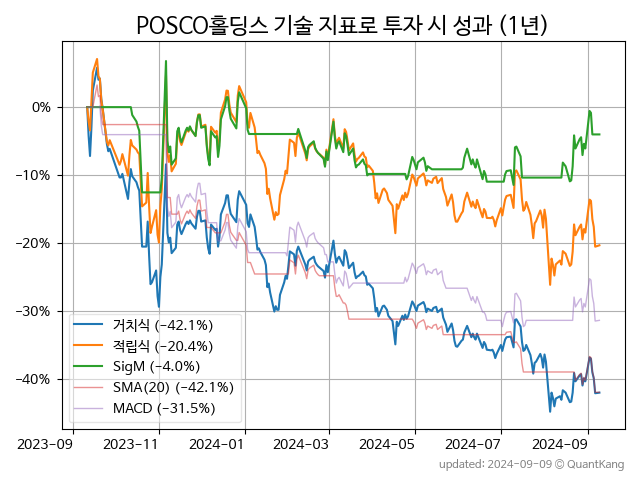 POSCO홀딩스 기술 지표로 투자 시 성과 (1년)
0%
−10%
−20%
−30%
−40%
거치식 (−42.1%)
적립식 (−20.4%)
SigM (−4.0%)
SMA(20) (−42.1%)
MACD (−31.5%)
2023−09 2023−11 2024−01 2024−03 2024−05 2024−07 2024−09
updated: 2024−09−09 © QuantKang